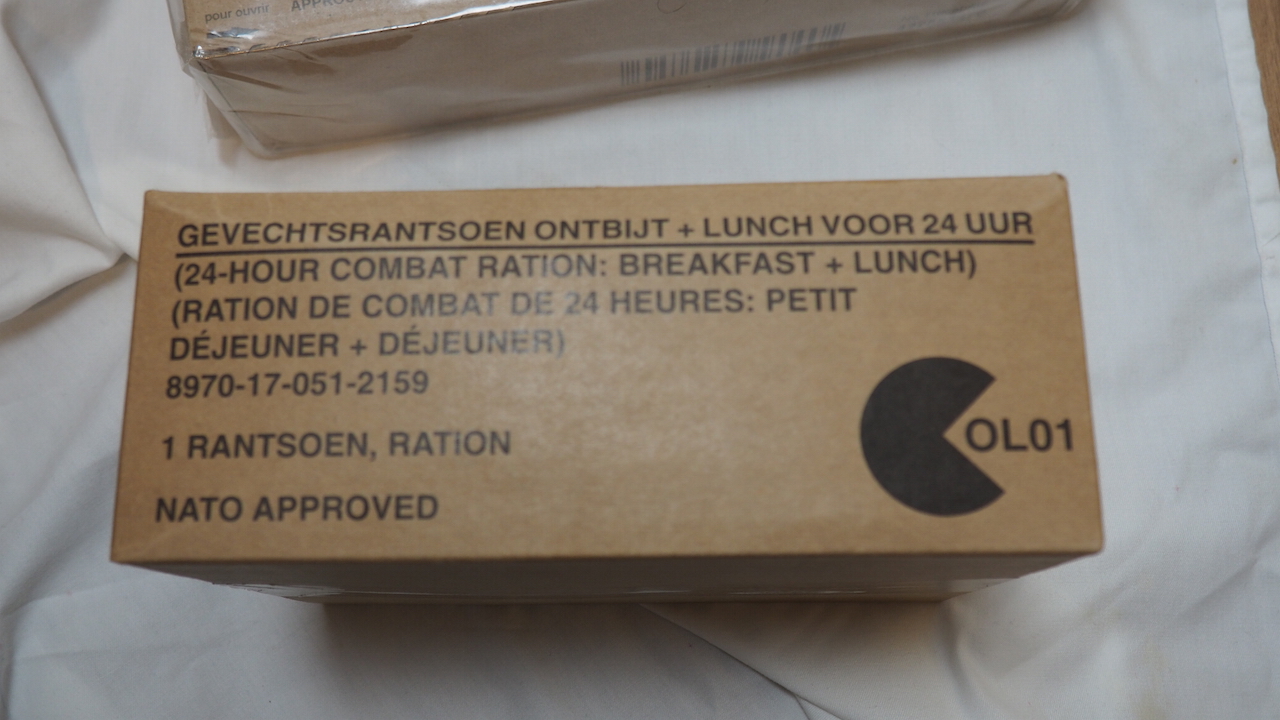 pour ouvrir
GEVECHTSRANTSOEN ONTBIJT + LUNCH VOOR 24 UUR
(24-HOUR COMBAT RATION: BREAKFAST + LUNCH)
(RATION DE COMBAT DE 24 HEURES: PETIT
DÉJEUNER + DÉJEUNER)
8970-17-051-2159
OL01
1 RANTSOEN, RATION
NATO APPROVED